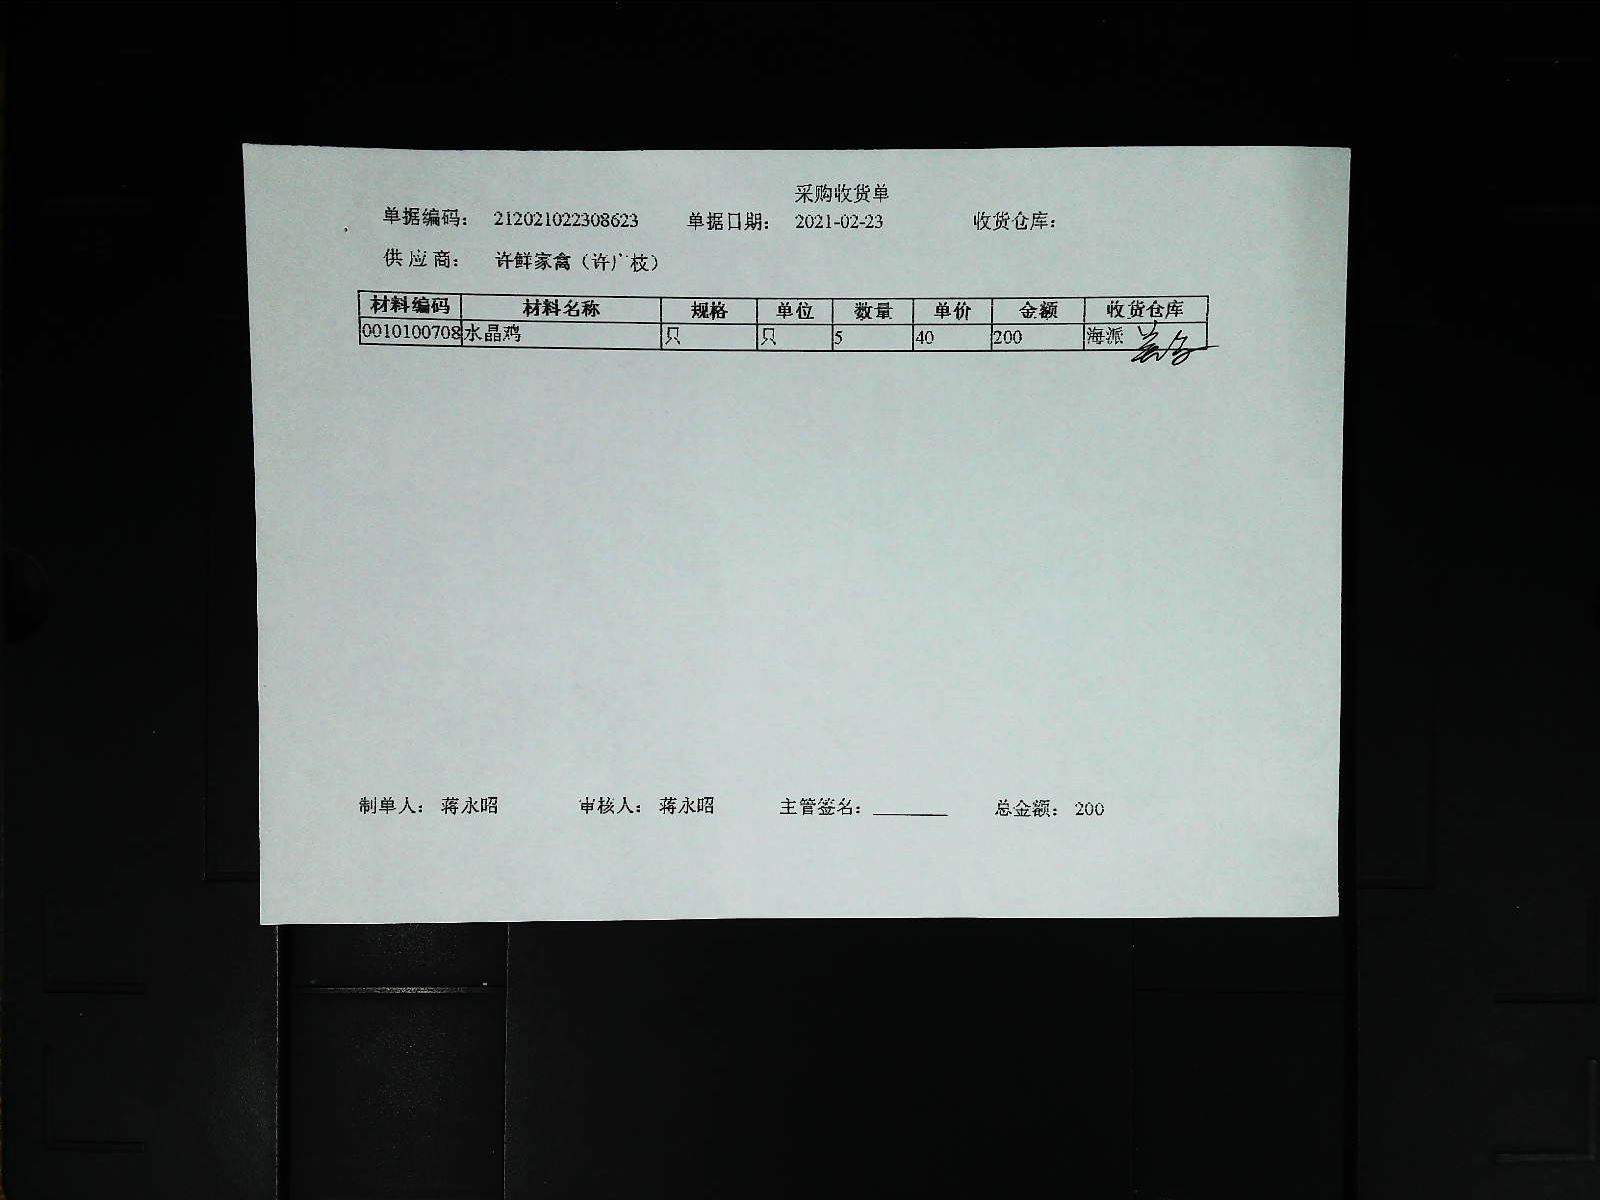 采购收货单
单据编码： 212021022308623 单据日期： 2021-02-23 收货仓库：
供应商： 许鲜家禽（许广枝）
材料编码 材料名称 规格 单位 数量 单价 金额 收货仓库
0010100708 水晶鸡 只 只 5 40 200 海派
制单人： 蒋永昭 审核人： 蒋永昭 主管签名： 总金额： 200